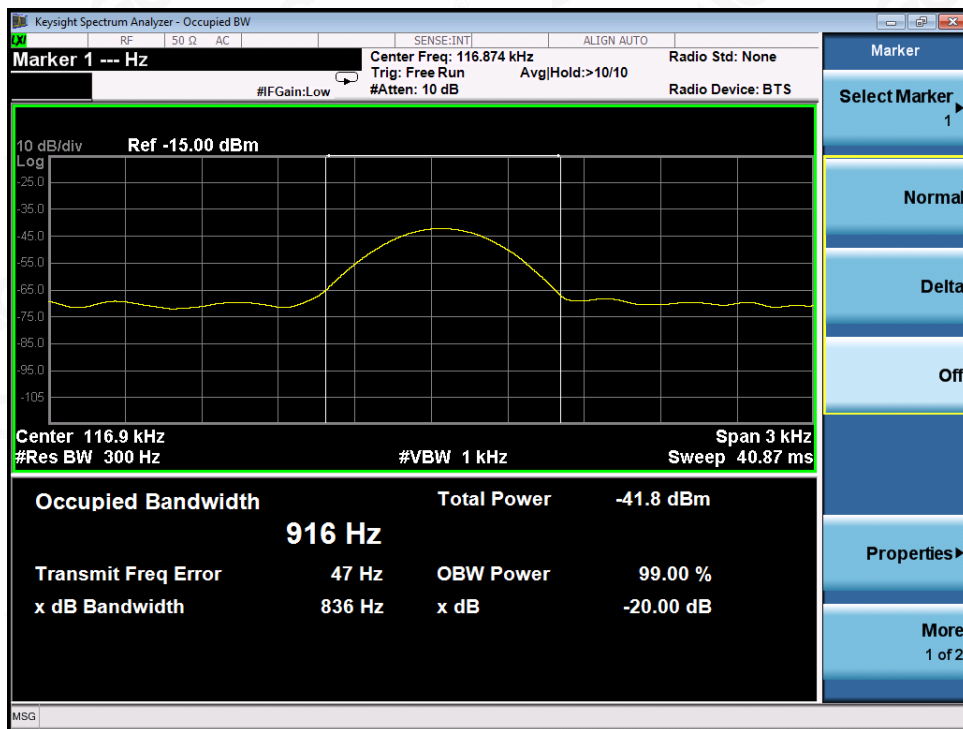 Keysight Spectrum Analyzer - Occupied BW
LXI RF 50 Ω AC SENSE:INT ALIGN AUTO
Marker 1 --- Hz
Center Freq: 116.874 kHz Radio Std: None
Trig: Free Run Avg|Hold:>10/10
#IFGain:Low #Atten: 10 dB Radio Device: BTS
10 dB/div Ref -15.00 dBm
Log
-25.0
-35.0
-45.0
-55.0
-65.0
-75.0
-85.0
-95.0
-105
Center 116.9 kHz Span 3 kHz
#Res BW 300 Hz #VBW 1 kHz Sweep 40.87 ms
Occupied Bandwidth Total Power -41.8 dBm
916 Hz
Transmit Freq Error 47 Hz OBW Power 99.00 %
x dB Bandwidth 836 Hz x dB -20.00 dB
MSG
Marker
Select Marker
1
Normal
Delta
Off
Properties
More
1 of 2